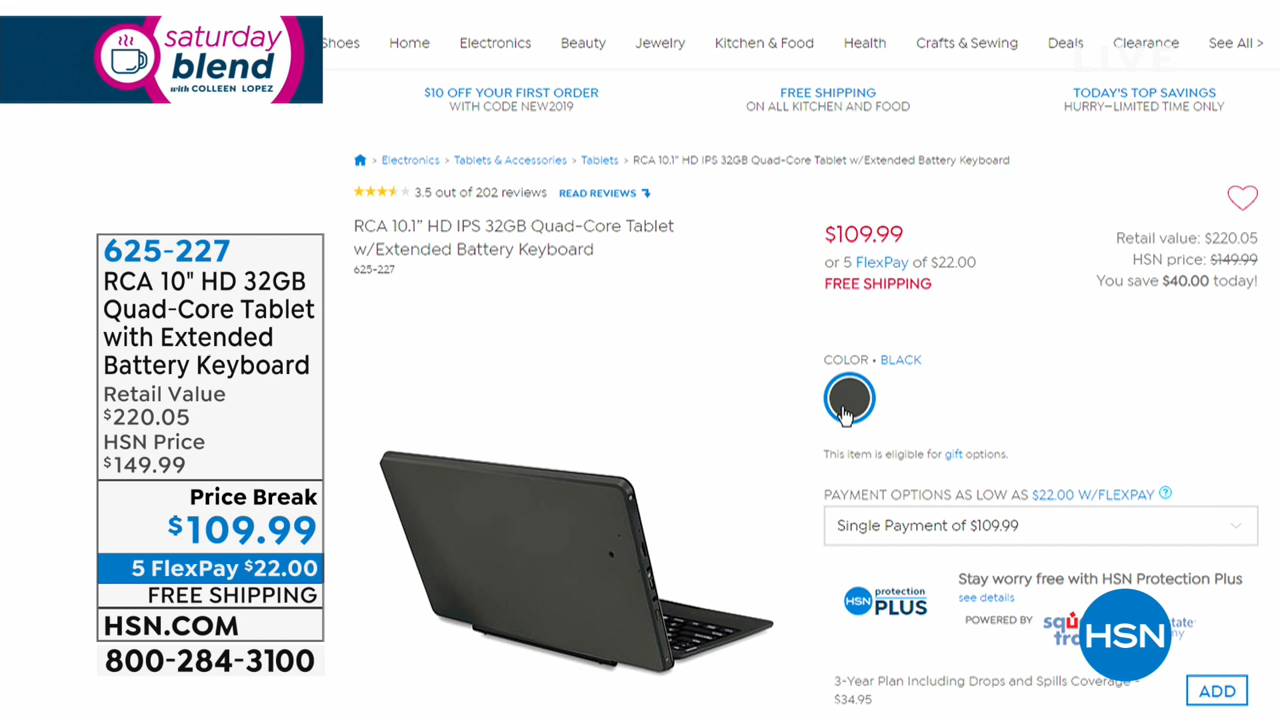 saturday
blend
with COLLEEN LOPEZ
Shoes Home Electronics Beauty Jewelry Kitchen & Food Health Crafts & Sewing Deals Clearance See All >
LIVE
$10 OFF YOUR FIRST ORDER
WITH CODE NEW2019
FREE SHIPPING
ON ALL KITCHEN AND FOOD
TODAY'S TOP SAVINGS
HURRY–LIMITED TIME ONLY
> Electronics > Tablets & Accessories > Tablets > RCA 10.1" HD IPS 32GB Quad-Core Tablet w/Extended Battery Keyboard
3.5 out of 202 reviews READ REVIEWS
RCA 10.1" HD IPS 32GB Quad-Core Tablet
w/Extended Battery Keyboard
625-227
$109.99
or 5 FlexPay of $22.00
FREE SHIPPING
Retail value: $220.05
HSN price: $149.99
You save $40.00 today!
COLOR • BLACK
This item is eligible for gift options.
PAYMENT OPTIONS AS LOW AS $22.00 W/FLEXPAY ?
Single Payment of $109.99
HSN protection
PLUS
Stay worry free with HSN Protection Plus
see details
POWERED BY
HSN
3-Year Plan Including Drops and Spills Coverage -
$34.95
ADD
625-227
RCA 10" HD 32GB
Quad-Core Tablet
with Extended
Battery Keyboard
Retail Value
$220.05
HSN Price
$149.99
Price Break
$109.99
5 FlexPay $22.00
FREE SHIPPING
HSN.COM
800-284-3100